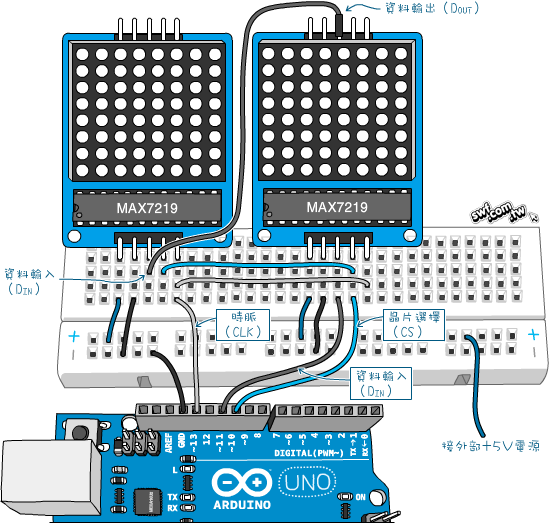 資料輸出 (DOUT)
MAX7219
MAX7219
swf.com
.tw
資料輸入
(DIN)
時脈
(CLK)
晶片選擇
(CS)
+
-
+
-
資料輸入
(DIN)
接外部+5V電源
AREF
GND
13
12
~11
~10
~9
8
7
~6
~5
4
~3
2
TX→1
RX←0
DIGITAL(PWM~)
L
TX
RX
UNO
ON
ARDUINO